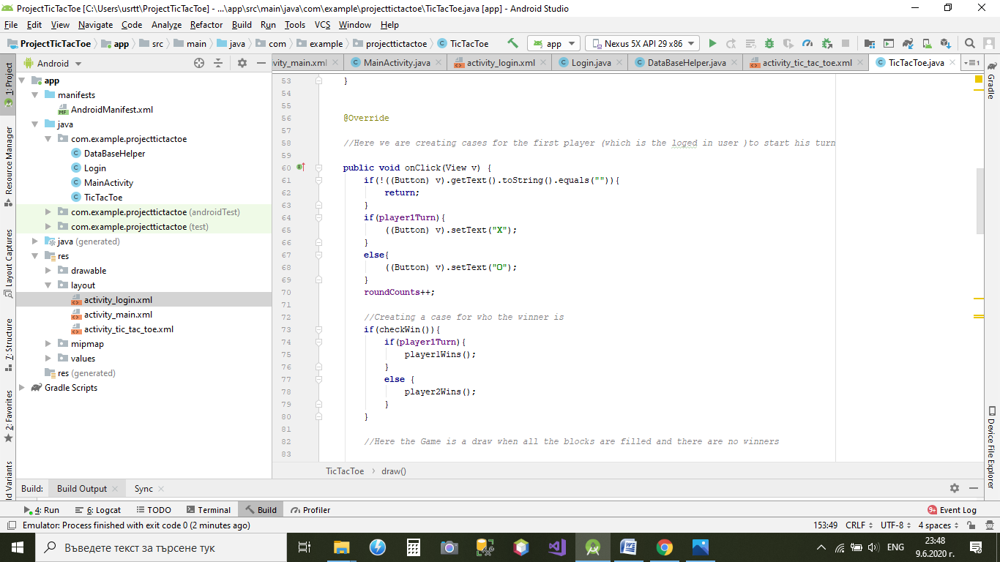 ProjectTicTacToe [C:\Users\usrtt\ProjectTicTacToe] - ...\app\src\main\java\com\example\projecttictactoe\TicTacToe.java [app] - Android Studio
File Edit View Navigate Code Analyze Refactor Build Run Tools VCS Window Help
ProjectTicTacToe app src main java com example projecttictactoe TicTacToe app Nexus 5X API 29 x86
Android
vity_main.xml MainActivity.java activity_login.xml Login.java DataBaseHelper.java activity_tic_tac_toe.xml TicTacToe.java 1
1: Project
Resource Manager
Layout Captures
7: Structure
2: Favorites
ld Variants
app
manifests
AndroidManifest.xml
java
com.example.projecttictactoe
DataBaseHelper
Login
MainActivity
TicTacToe
com.example.projecttictactoe (androidTest)
com.example.projecttictactoe (test)
java (generated)
res
drawable
layout
activity_login.xml
activity_main.xml
activity_tic_tac_toe.xml
mipmap
values
res (generated)
Gradle Scripts
53 }
54
55
56 @Override
57
58 //Here we are creating cases for the first player (which is the loged in user )to start his turn
59
60 public void onClick(View v) {
61 if(!((Button) v).getText().toString().equals("")){
62 return;
63 }
64 if(player1Turn){
65 ((Button) v).setText("X");
66 }
67 else{
68 ((Button) v).setText("O");
69 }
70 roundCounts++;
71
72 //Creating a case for who the winner is
73 if(checkWin()){
74 if(player1Turn){
75 player1Wins();
76 }
77 else {
78 player2Wins();
79 }
80 }
81
82 //Here the Game is a draw when all the blocks are filled and there are no winners
83
TicTacToe draw()
Gradle
Device File Explorer
Build: Build Output Sync
4: Run 6: Logcat TODO Terminal Build Profiler 9+ Event Log
Emulator: Process finished with exit code 0 (2 minutes ago) 153:49 CRLF UTF-8 4 spaces
Въведете текст за търсене тук ENG 23:48
9.6.2020 г.